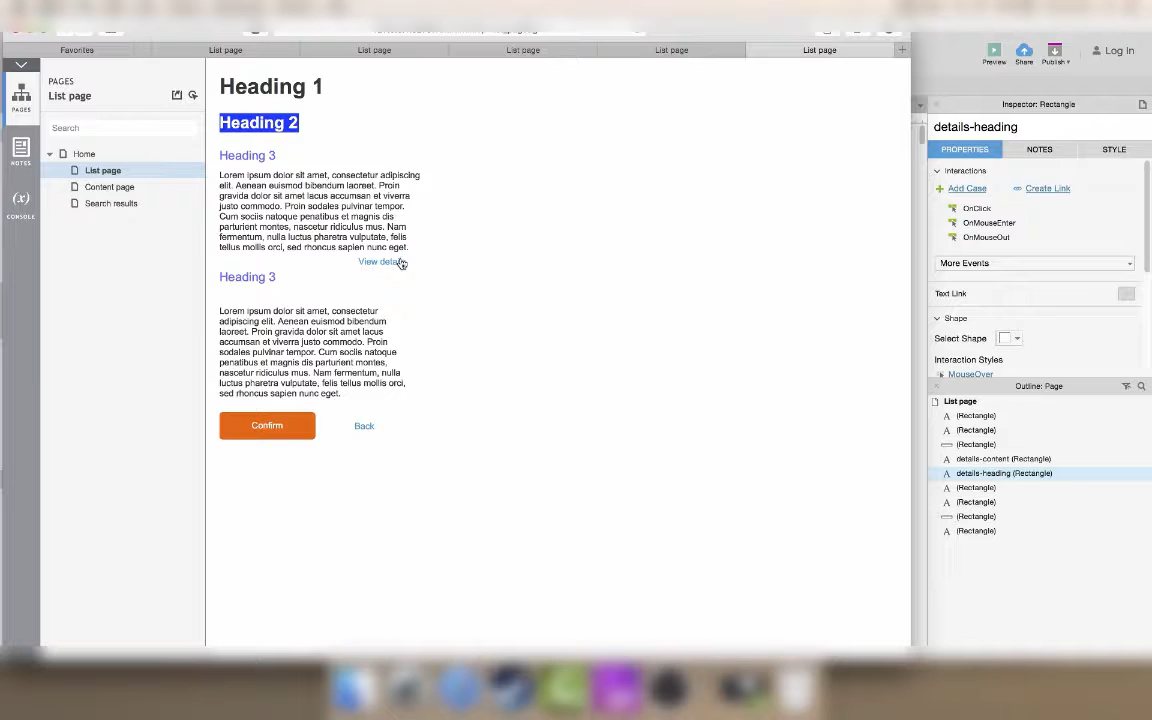 Favorites
List page
List page
List page
List page
List page
PAGES
List page
Search
Home
List page
Content page
Search results
PAGES
NOTES
(x)
CONSOLE
Heading 1
Heading 2
Heading 3
Lorem ipsum dolor sit amet, consectetur adipiscing
elit. Aenean euismod bibendum laoreet. Proin
gravida dolor sit amet lacus accumsan et viverra
justo commodo. Proin sodales pulvinar tempor.
Cum sociis natoque penatibus et magnis dis
parturient montes, nascetur ridiculus mus. Nam
fermentum, nulla luctus pharetra vulputate, felis
tellus mollis orci, sed rhoncus sapien nunc eget.
View details
Heading 3
Lorem ipsum dolor sit amet, consectetur
adipiscing elit. Aenean euismod bibendum
laoreet. Proin gravida dolor sit amet lacus
accumsan et viverra justo commodo. Proin
sodales pulvinar tempor. Cum sociis natoque
penatibus et magnis dis parturient montes,
nascetur ridiculus mus. Nam fermentum, nulla
luctus pharetra vulputate, felis tellus mollis orci,
sed rhoncus sapien nunc eget.
Confirm
Back
Preview
Share
Publish
Log In
Inspector: Rectangle
details-heading
PROPERTIES
NOTES
STYLE
Interactions
Add Case
Create Link
OnClick
OnMouseEnter
OnMouseOut
More Events
Text Link
Shape
Select Shape
Interaction Styles
MouseOver
Outline: Page
List page
(Rectangle)
(Rectangle)
(Rectangle)
details-content (Rectangle)
details-heading (Rectangle)
(Rectangle)
(Rectangle)
(Rectangle)
(Rectangle)